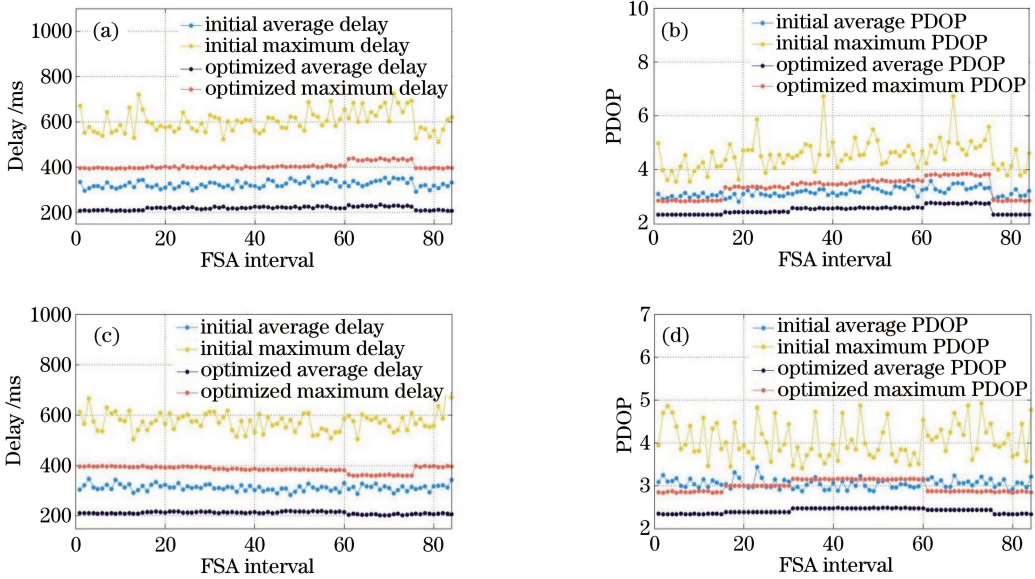 (a)
initial average delay
initial maximum delay
optimized average delay
optimized maximum delay
1000
800
600
400
200
Delay /ms
0
20
40
60
80
FSA interval
(b)
initial average PDOP
initial maximum PDOP
optimized average PDOP
optimized maximum PDOP
10
8
6
4
2
PDOP
0
20
40
60
80
FSA interval
(c)
initial average delay
initial maximum delay
optimized average delay
optimized maximum delay
1000
800
600
400
200
Delay /ms
0
20
40
60
80
FSA interval
(d)
initial average PDOP
initial maximum PDOP
optimized average PDOP
optimized maximum PDOP
7
6
5
4
3
2
PDOP
0
20
40
60
80
FSA interval